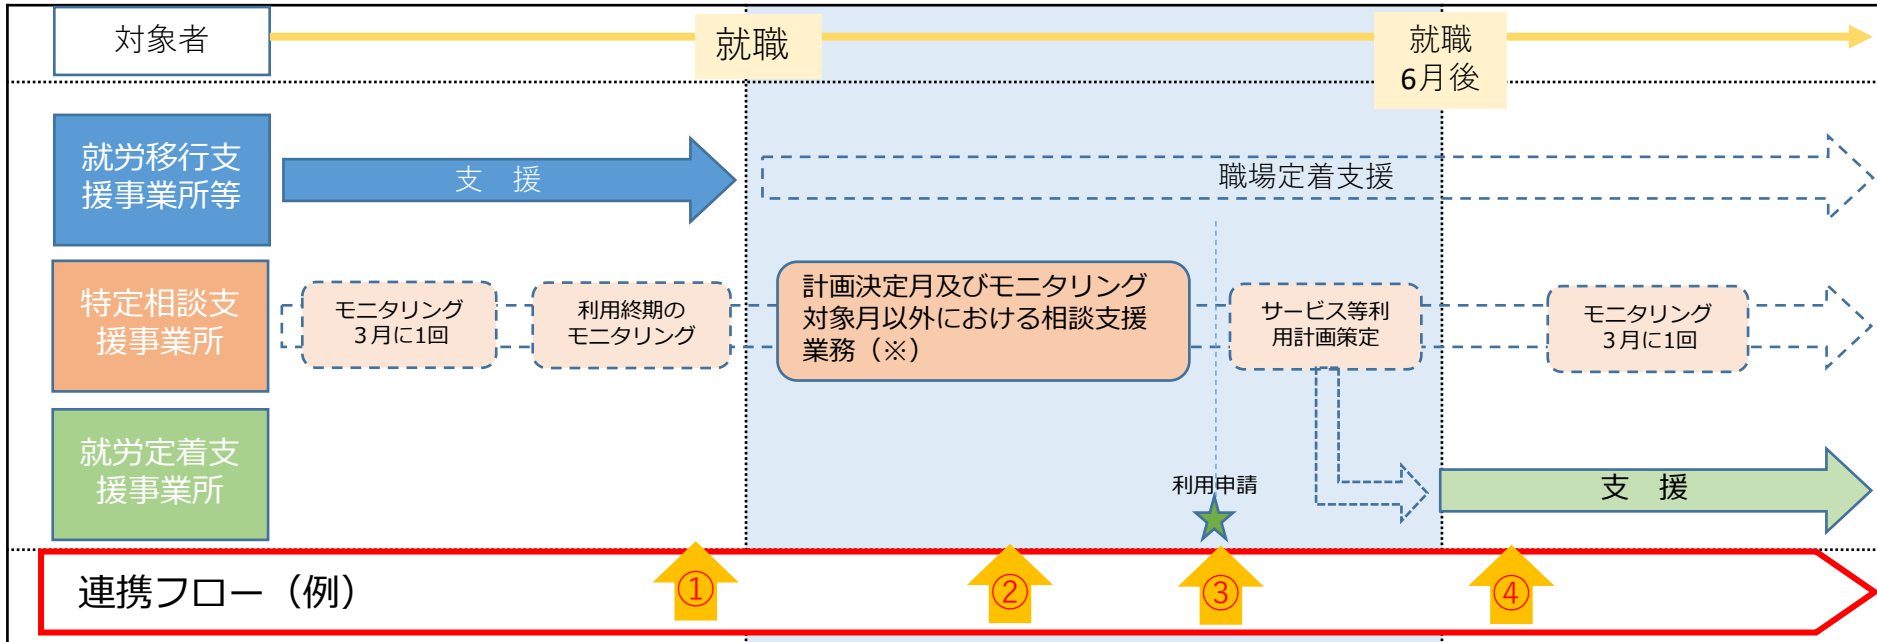 対象者
就職
就職
6月後
就労移行支
援事業所等
支　援
職場定着支援
特定相談支
援事業所
モニタリング
３月に1回
利用終期の
モニタリング
計画決定月及びモニタリング
対象月以外における相談支援
業務（※）
サービス等利
用計画策定
モニタリング
３月に1回
就労定着支
援事業所
利用申請
支　援
連携フロー（例）
①
②
③
④